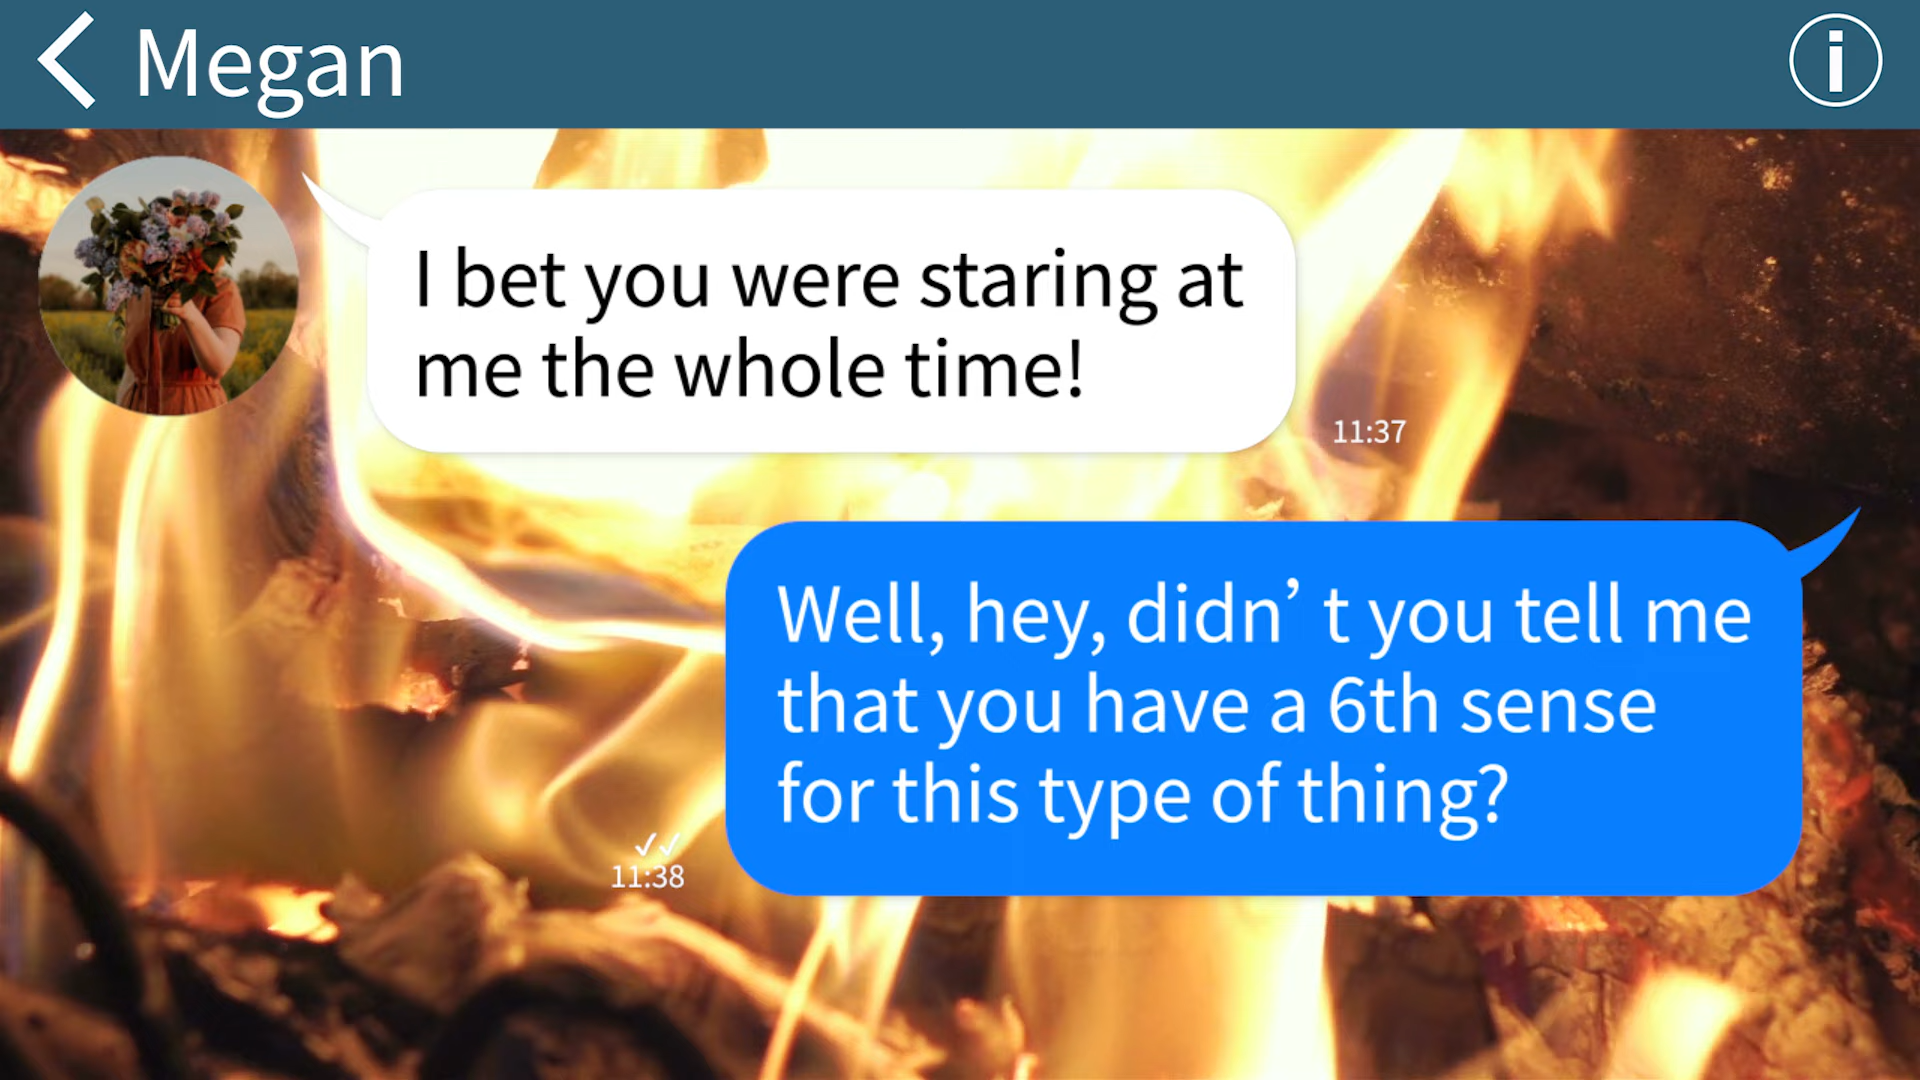 Megan
I bet you were staring at
me the whole time!
11:37
Well, hey, didn’ t you tell me
that you have a 6th sense
for this type of thing?
11:38